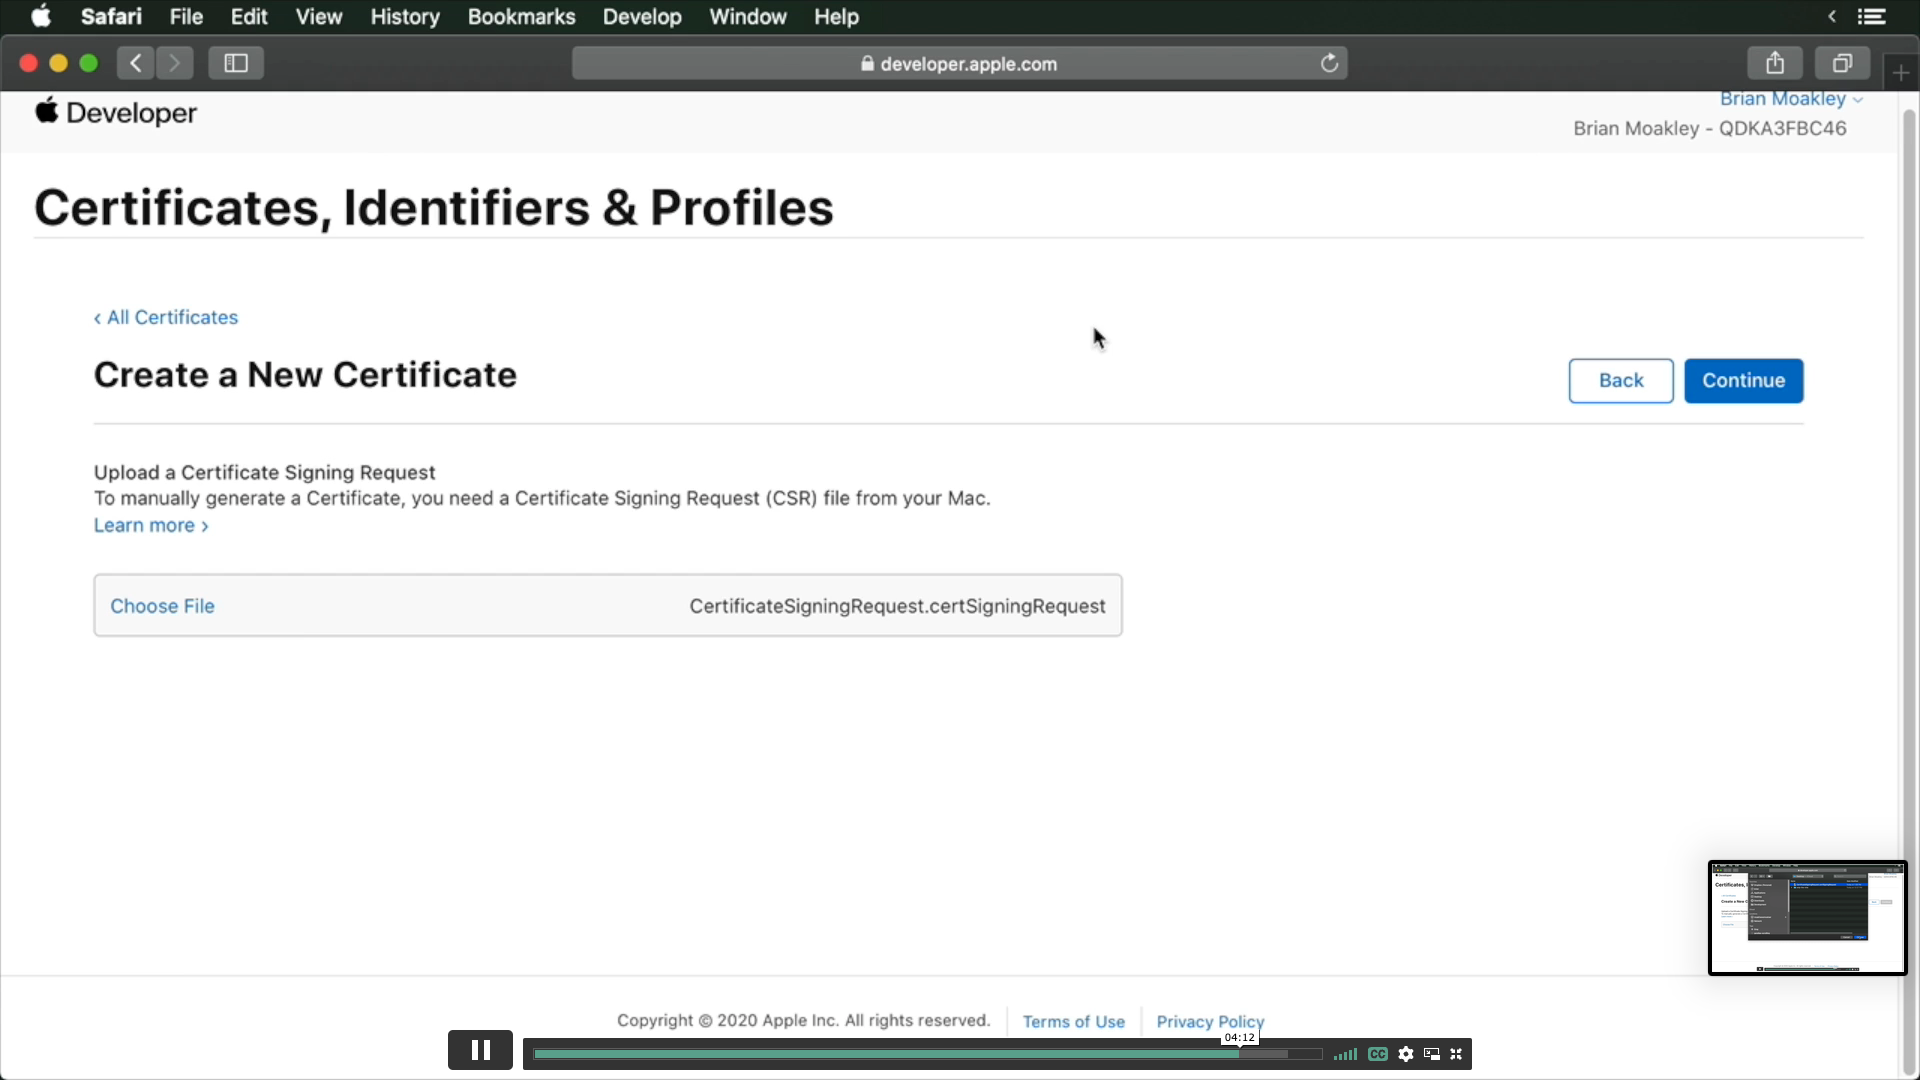 Safari File Edit View History Bookmarks Develop Window Help
developer.apple.com
Developer
Brian Moakley
Brian Moakley - QDKA3FBC46
Certificates, Identifiers & Profiles
‹ All Certificates
Create a New Certificate
Back
Continue
Upload a Certificate Signing Request
To manually generate a Certificate, you need a Certificate Signing Request (CSR) file from your Mac.
Learn more ›
Choose File
CertificateSigningRequest.certSigningRequest
Copyright © 2020 Apple Inc. All rights reserved.
Terms of Use
Privacy Policy
04:12
CC